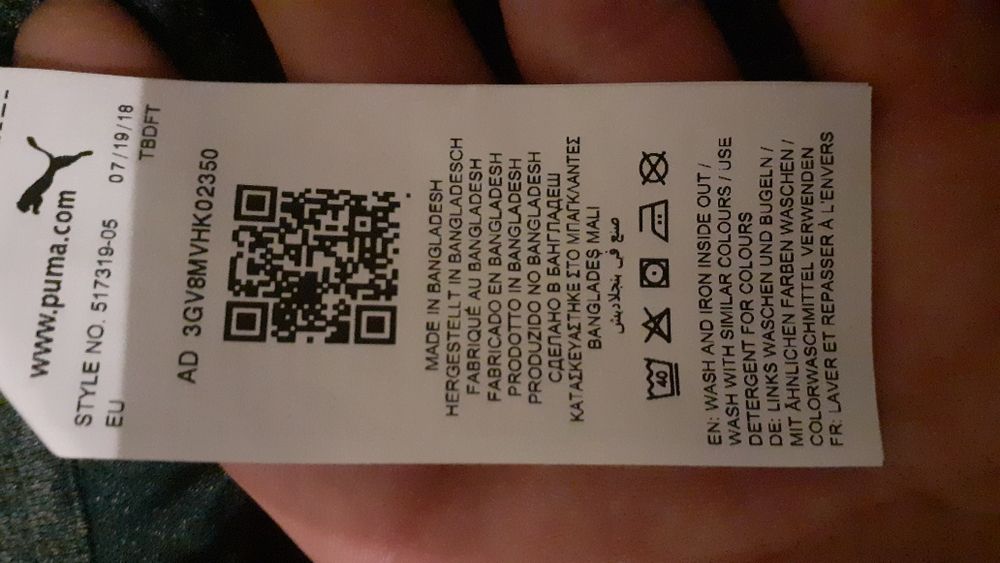 www.puma.com
STYLE NO. 517319-05 07/19/18
EU TBDFT
AD 3GV8MVHK02350
MADE IN BANGLADESH
HERGESTELLT IN BANGLADESCH
FABRIQUÉ AU BANGLADESH
FABRICADO EN BANGLADESH
PRODOTTO IN BANGLADESH
PRODUZIDO NO BANGLADESH
СДЕЛАНО В БАНГЛАДЕШ
ΚΑΤΑΣΚΕΥΑΣΤΗΚΕ ΣΤΟ ΜΠΑΓΚΛΑΝΤΕΣ
BANGLADEŞ MALI
صنع في بنجلاديش
40
EN: WASH AND IRON INSIDE OUT /
WASH WITH SIMILAR COLOURS / USE
DETERGENT FOR COLOURS
DE: LINKS WASCHEN UND BÜGELN /
MIT ÄHNLICHEN FARBEN WASCHEN /
COLORWASCHMITTEL VERWENDEN
FR: LAVER ET REPASSER À L'ENVERS